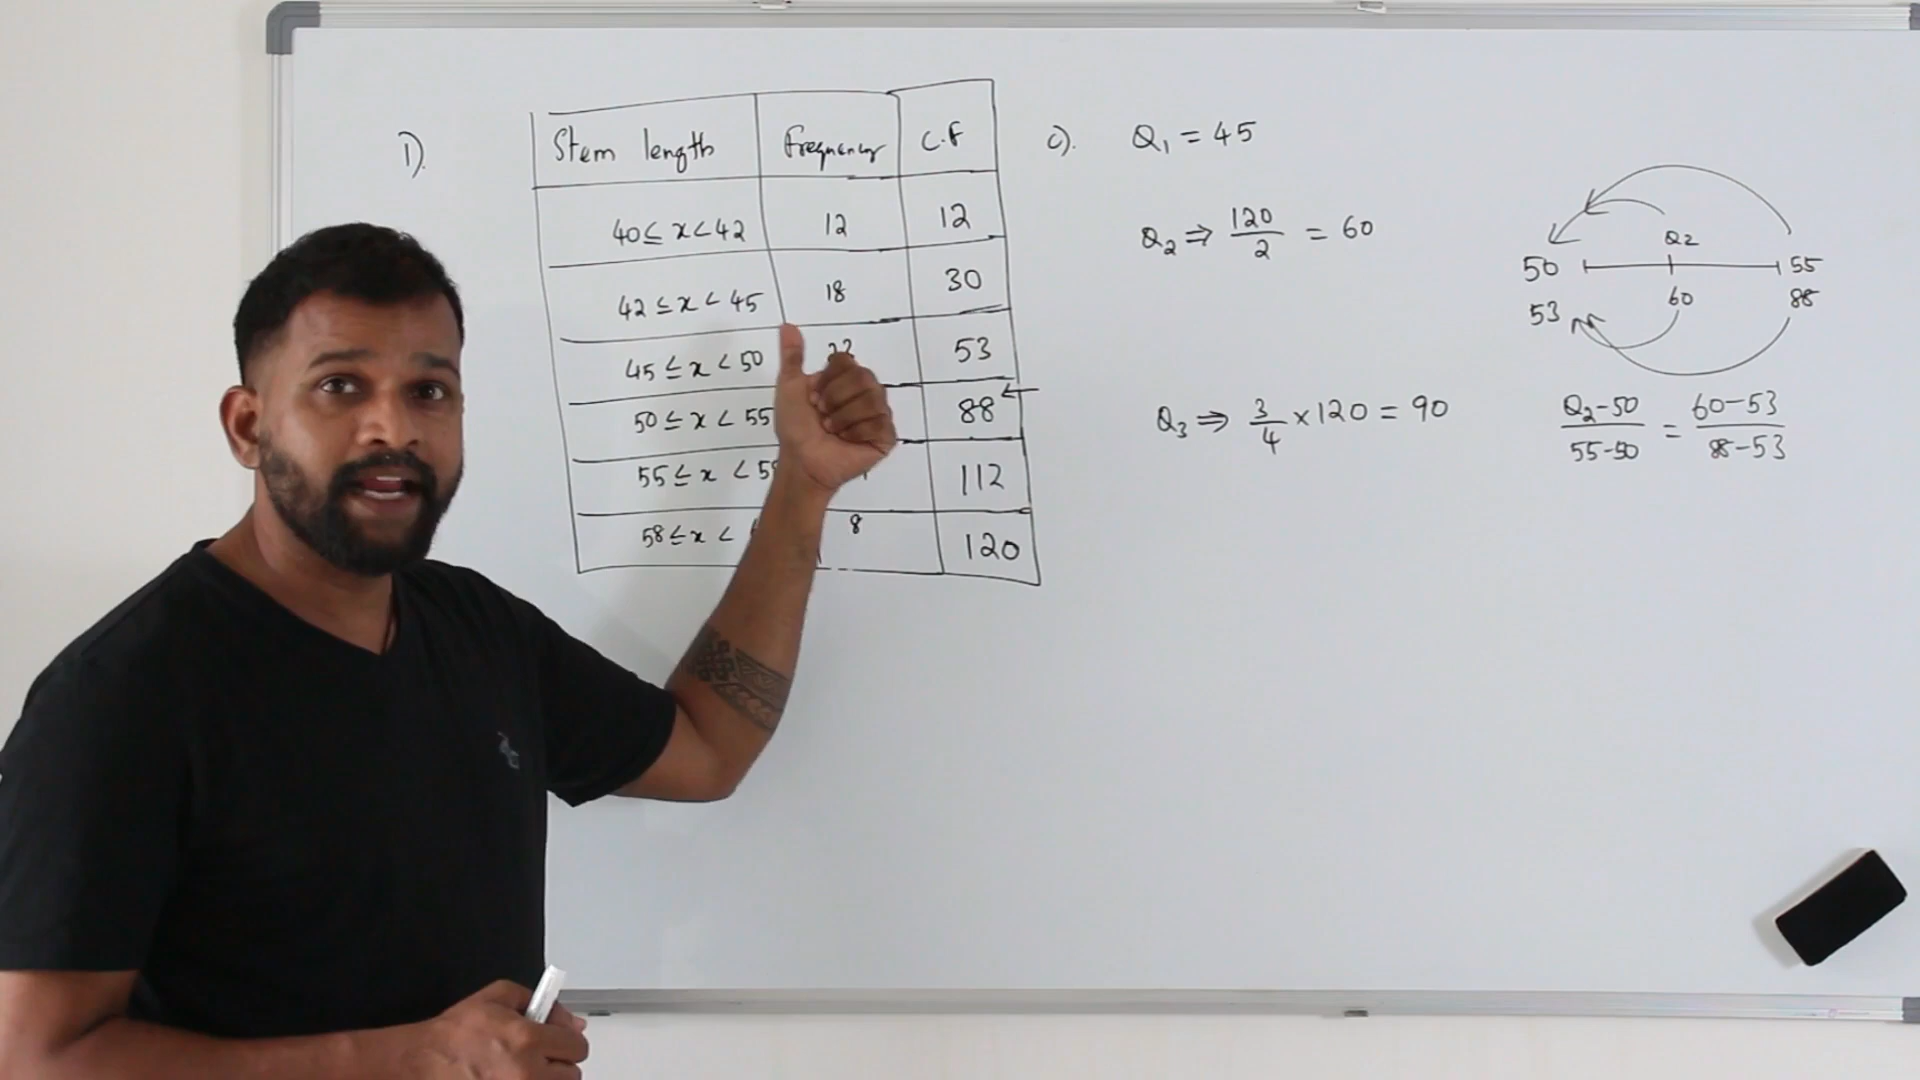 1).
Stem length Frequency C.F
40 ≤ x < 42 12 12
42 ≤ x < 45 18 30
45 ≤ x < 50 23 53
50 ≤ x < 55 88 ←
55 ≤ x < 58 112
58 ≤ x < 8 120
c). Q₁ = 45
Q₂ ⇒ 120/2 = 60
Q₃ ⇒ 3/4 × 120 = 90
Q2
50 55
53 60 88
Q₂-50/55-50 = 60-53/88-53